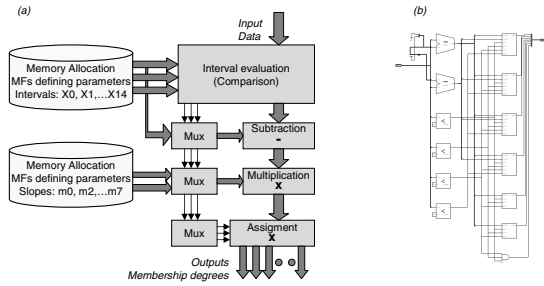 (a)
Input
Data
Memory Allocation
MFs defining parameters
Intervals: X0, X1,...X14
Interval evaluation
(Comparison)
Mux
Subtraction
-
Memory Allocation
MFs defining parameters
Slopes: m0, m2,...m7
Mux
Multiplication
x
Mux
Assigment
x
Outputs
Membership degrees
(b)